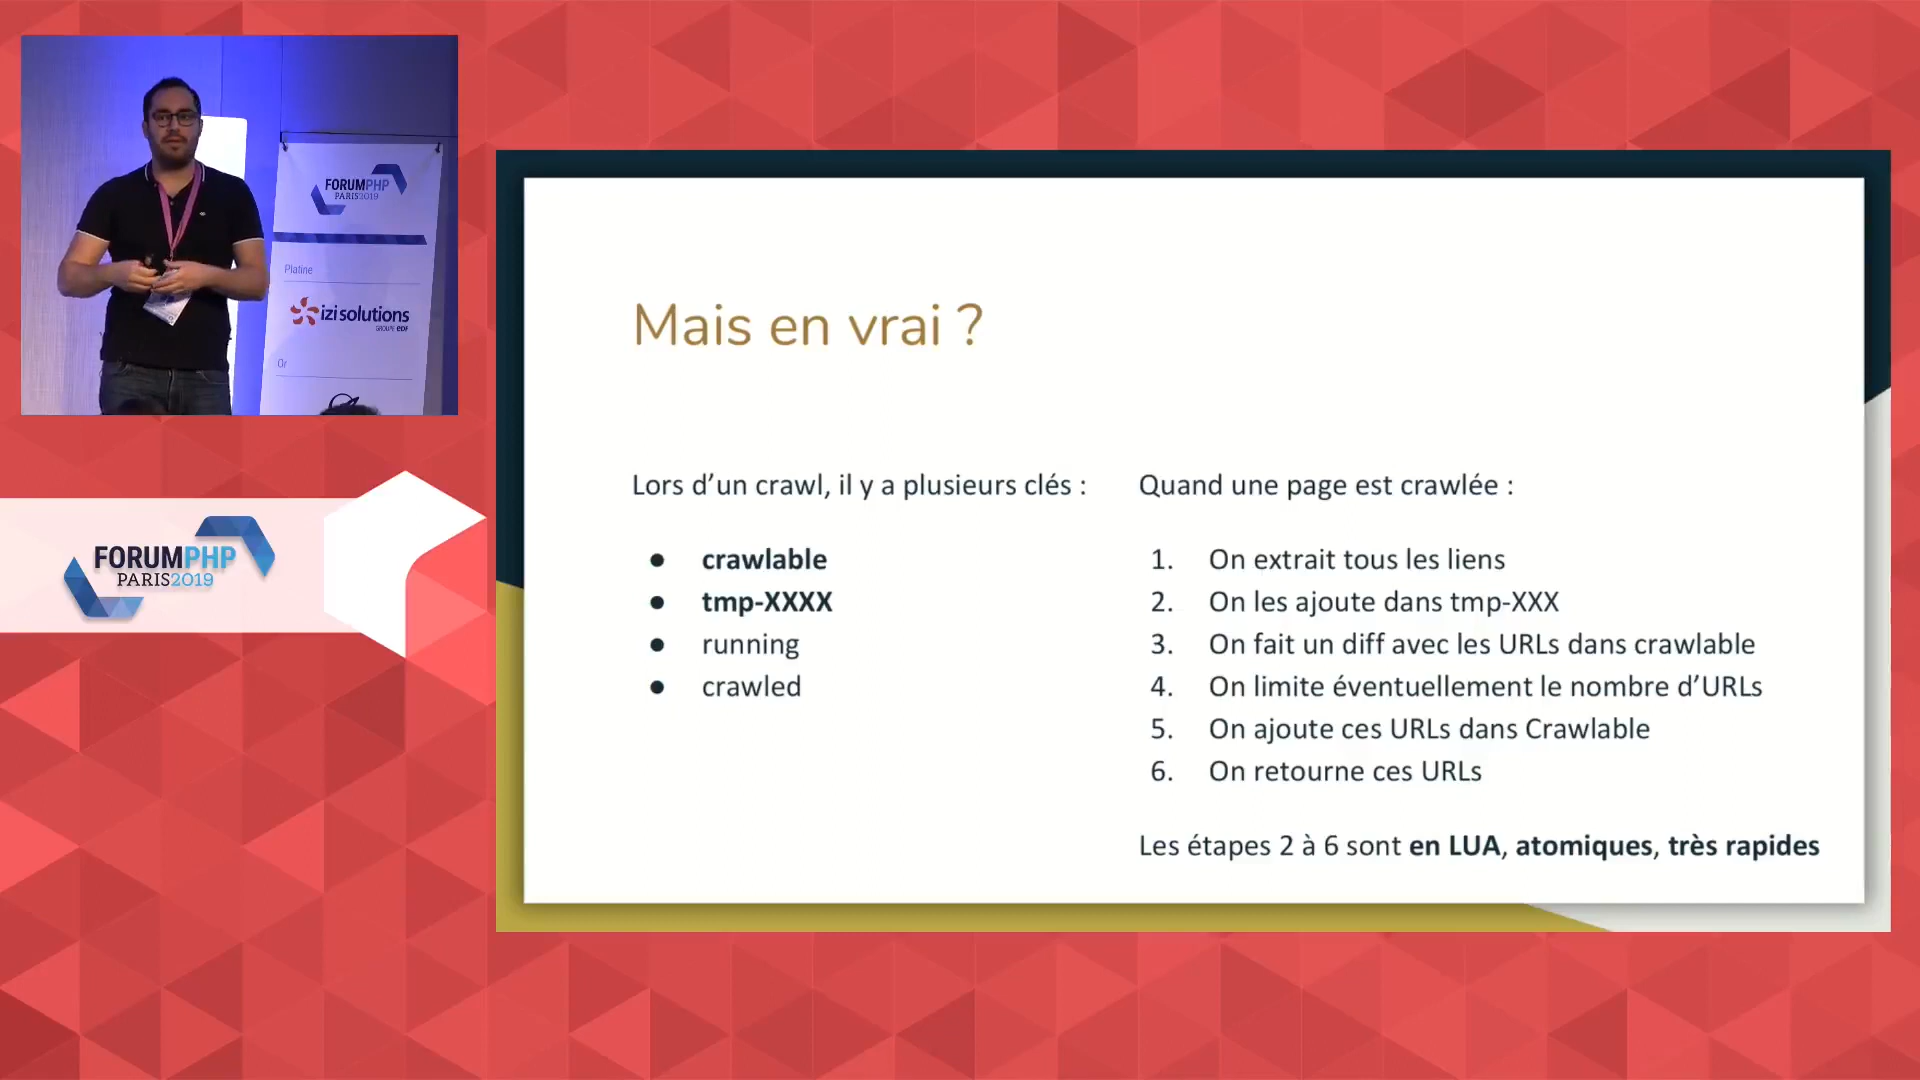 FORUMPHP
PARIS2019
Platine
izi solutions
GROUPE EDF
Or
FORUMPHP
PARIS2019
Mais en vrai ?
Lors d’un crawl, il y a plusieurs clés :
● crawlable
● tmp-XXXX
● running
● crawled
Quand une page est crawlée :
1. On extrait tous les liens
2. On les ajoute dans tmp-XXX
3. On fait un diff avec les URLs dans crawlable
4. On limite éventuellement le nombre d’URLs
5. On ajoute ces URLs dans Crawlable
6. On retourne ces URLs
Les étapes 2 à 6 sont en LUA, atomiques, très rapides